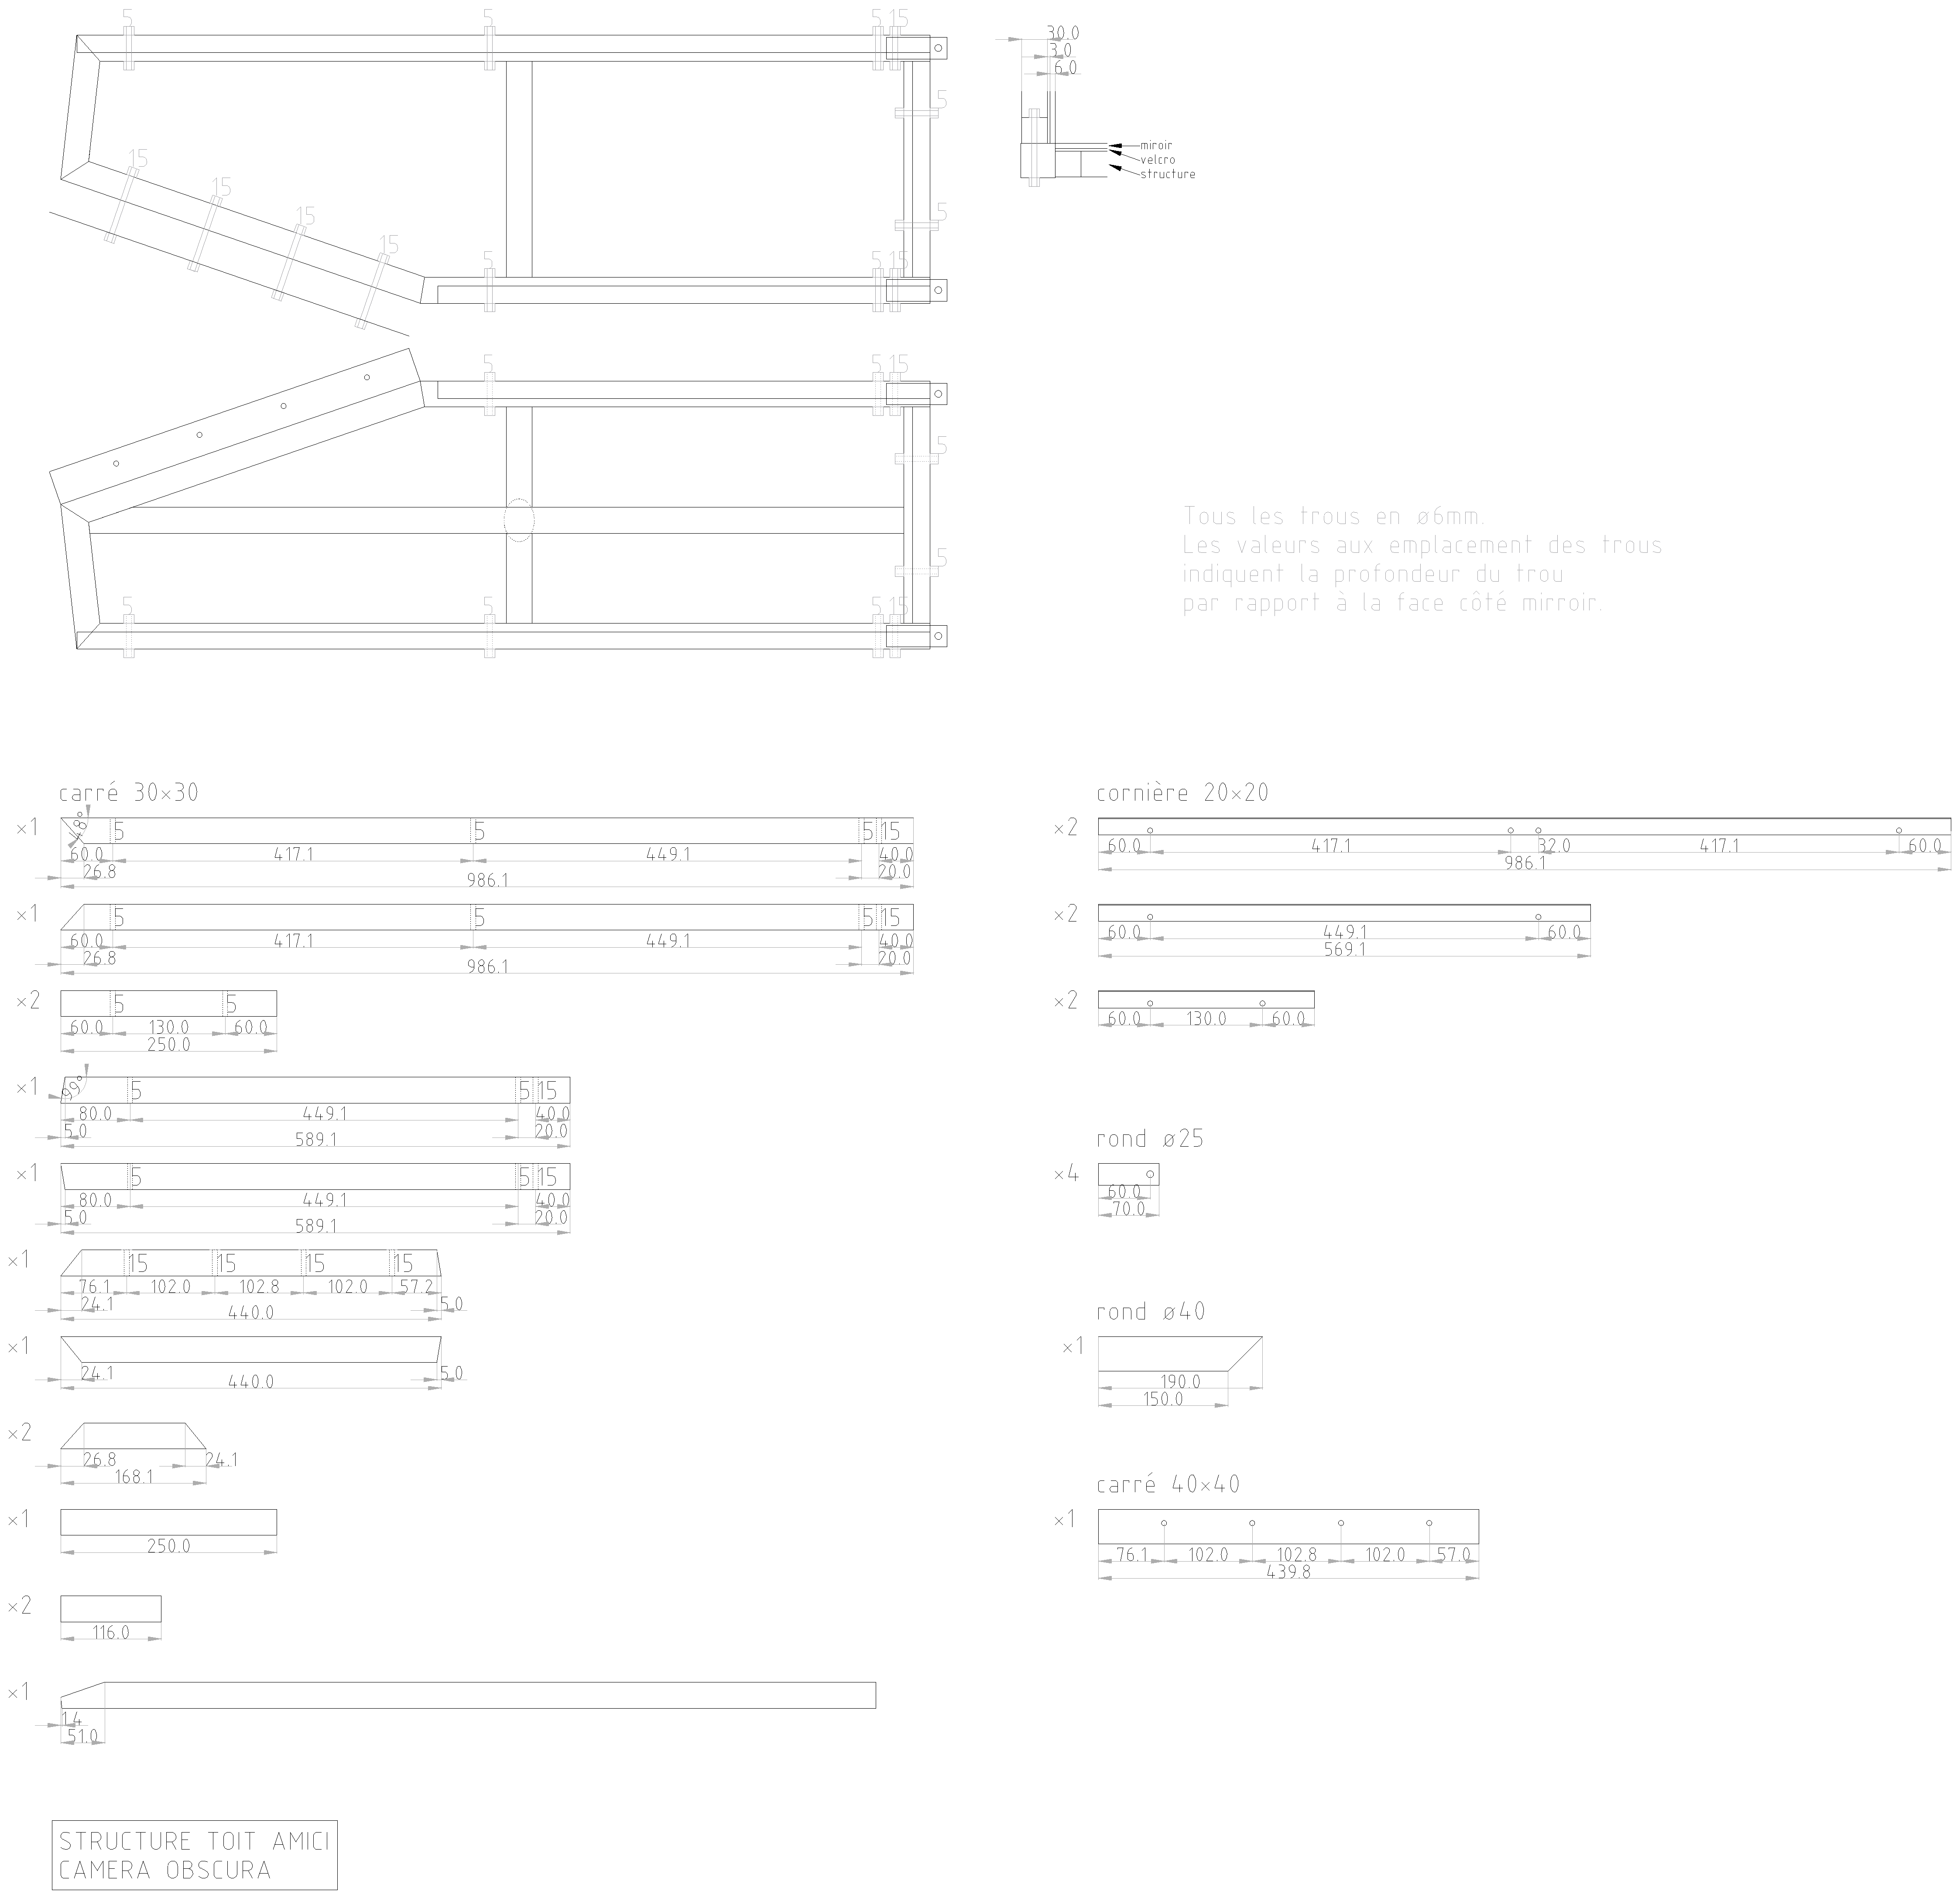 5 5 5 15
5
5
15
15
15
15
5 5 15
30.0
3.0
6.0
miroir
velcro
structure
5 5 15
5
5
5 5 5 15
Tous les trous en ø6mm.
Les valeurs aux emplacement des trous
indiquent la profondeur du trou
par rapport à la face côté mirroir.
carré 30×30
×1 48° 5 5 5 15
60.0 417.1 449.1 40.0
26.8 20.0
986.1
×1 5 5 5 15
60.0 417.1 449.1 40.0
26.8 20.0
986.1
×2 5 5
60.0 130.0 60.0
250.0
×1 99° 5 5 15
80.0 449.1 40.0
5.0 20.0
589.1
×1 5 5 15
80.0 449.1 40.0
5.0 20.0
589.1
×1 15 15 15 15
76.1 102.0 102.8 102.0 57.2
24.1 5.0
440.0
×1
24.1 5.0
440.0
×2
26.8 24.1
168.1
×1
250.0
×2
116.0
×1
1.4
51.0
cornière 20×20
×2
60.0 417.1 32.0 417.1 60.0
986.1
×2
60.0 449.1 60.0
569.1
×2
60.0 130.0 60.0
rond ø25
×4
60.0
70.0
rond ø40
×1
190.0
150.0
carré 40×40
×1
76.1 102.0 102.8 102.0 57.0
439.8
STRUCTURE TOIT AMICI
CAMERA OBSCURA